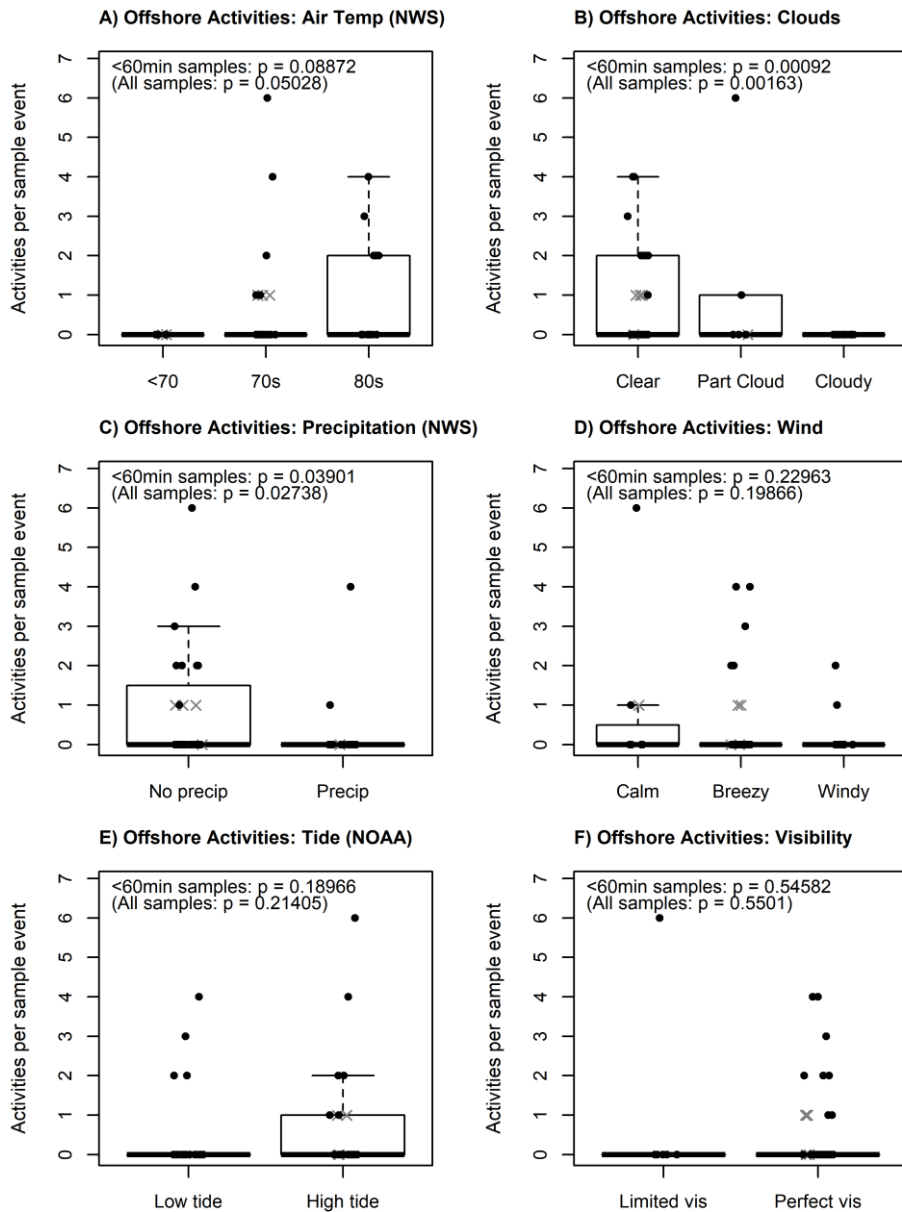 A) Offshore Activities: Air Temp (NWS)
<60min samples: p = 0.08872
(All samples: p = 0.05028)
Activities per sample event
7
6
5
4
3
2
1
0
<70 70s 80s
B) Offshore Activities: Clouds
<60min samples: p = 0.00092
(All samples: p = 0.00163)
Activities per sample event
7
6
5
4
3
2
1
0
Clear Part Cloud Cloudy
C) Offshore Activities: Precipitation (NWS)
<60min samples: p = 0.03901
(All samples: p = 0.02738)
Activities per sample event
7
6
5
4
3
2
1
0
No precip Precip
D) Offshore Activities: Wind
<60min samples: p = 0.22963
(All samples: p = 0.19866)
Activities per sample event
7
6
5
4
3
2
1
0
Calm Breezy Windy
E) Offshore Activities: Tide (NOAA)
<60min samples: p = 0.18966
(All samples: p = 0.21405)
Activities per sample event
7
6
5
4
3
2
1
0
Low tide High tide
F) Offshore Activities: Visibility
<60min samples: p = 0.54582
(All samples: p = 0.5501)
Activities per sample event
7
6
5
4
3
2
1
0
Limited vis Perfect vis